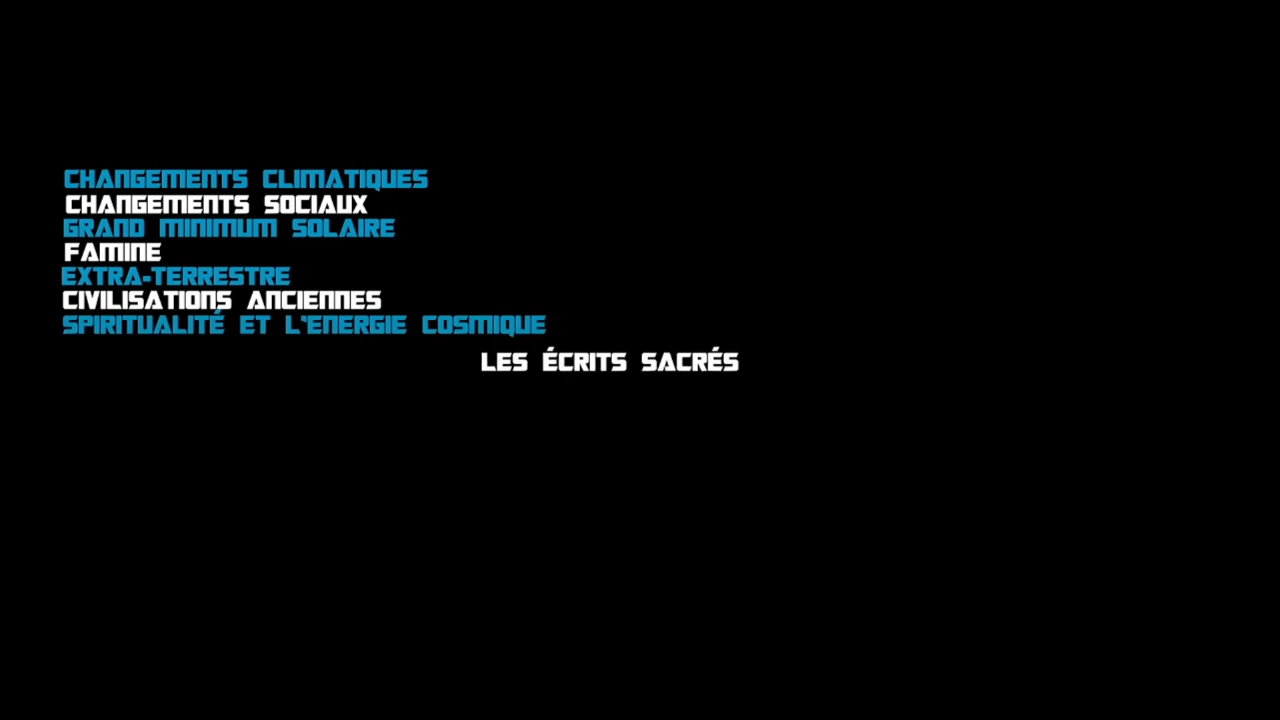 CHANGEMENTS CLIMATIQUES
CHANGEMENTS SOCIAUX
GRAND MINIMUM SOLAIRE
FAMINE
EXTRA-TERRESTRE
CIVILISATIONS ANCIENNES
SPIRITUALITÉ ET L'ENERGIE COSMIQUE
LES ÉCRITS SACRÉS